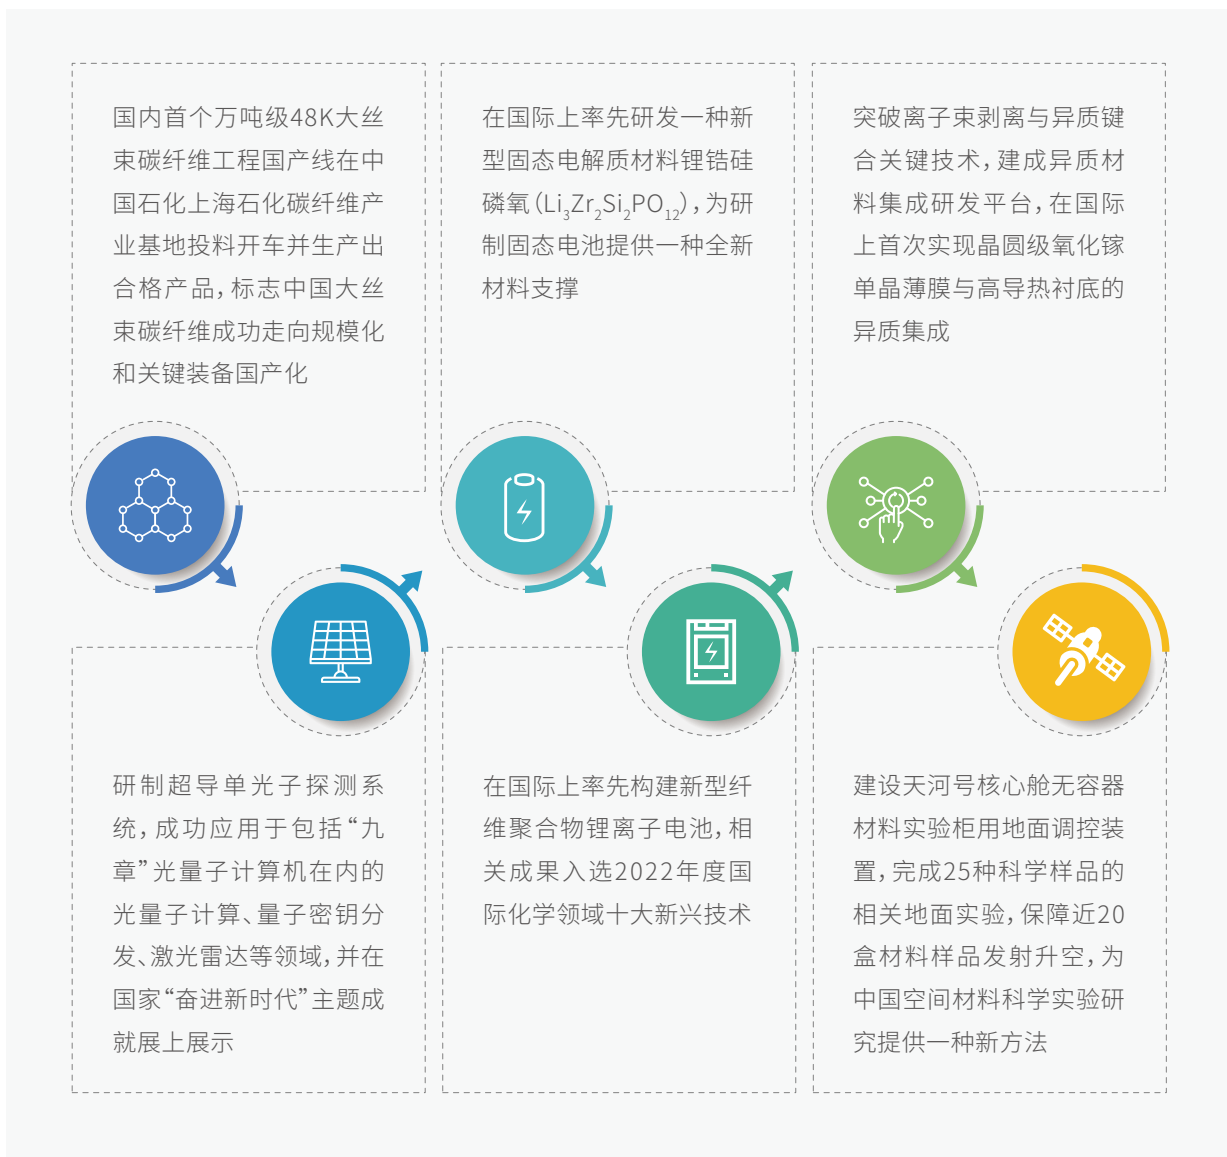 国内首个万吨级48K大丝
束碳纤维工程国产线在中
国石化上海石化碳纤维产
业基地投料开车并生产出
合格产品，标志中国大丝
束碳纤维成功走向规模化
和关键装备国产化
在国际上率先研发一种新
型固态电解质材料锂锆硅
磷氧（Li₃Zr₂Si₂PO₁₂），为研
制固态电池提供一种全新
材料支撑
突破离子束剥离与异质键
合关键技术，建成异质材
料集成研发平台，在国际
上首次实现晶圆级氧化镓
单晶薄膜与高导热衬底的
异质集成
研制超导单光子探测系
统，成功应用于包括“九
章”光量子计算机在内的
光量子计算、量子密钥分
发、激光雷达等领域，并在
国家“奋进新时代”主题成
就展上展示
在国际上率先构建新型纤
维聚合物锂离子电池，相
关成果入选2022年度国
际化学领域十大新兴技术
建设天河号核心舱无容器
材料实验柜用地面调控装
置，完成25种科学样品的
相关地面实验，保障近20
盒材料样品发射升空，为
中国空间材料科学实验研
究提供一种新方法